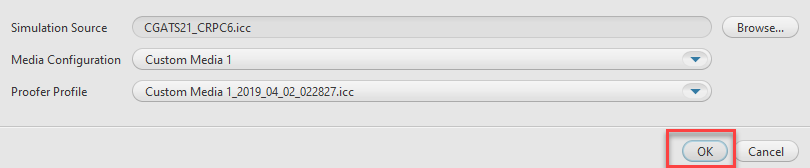 Simulation Source CGATS21_CRPC6.icc Browse...
Media Configuration Custom Media 1
Proofer Profile Custom Media 1_2019_04_02_022827.icc
OK Cancel